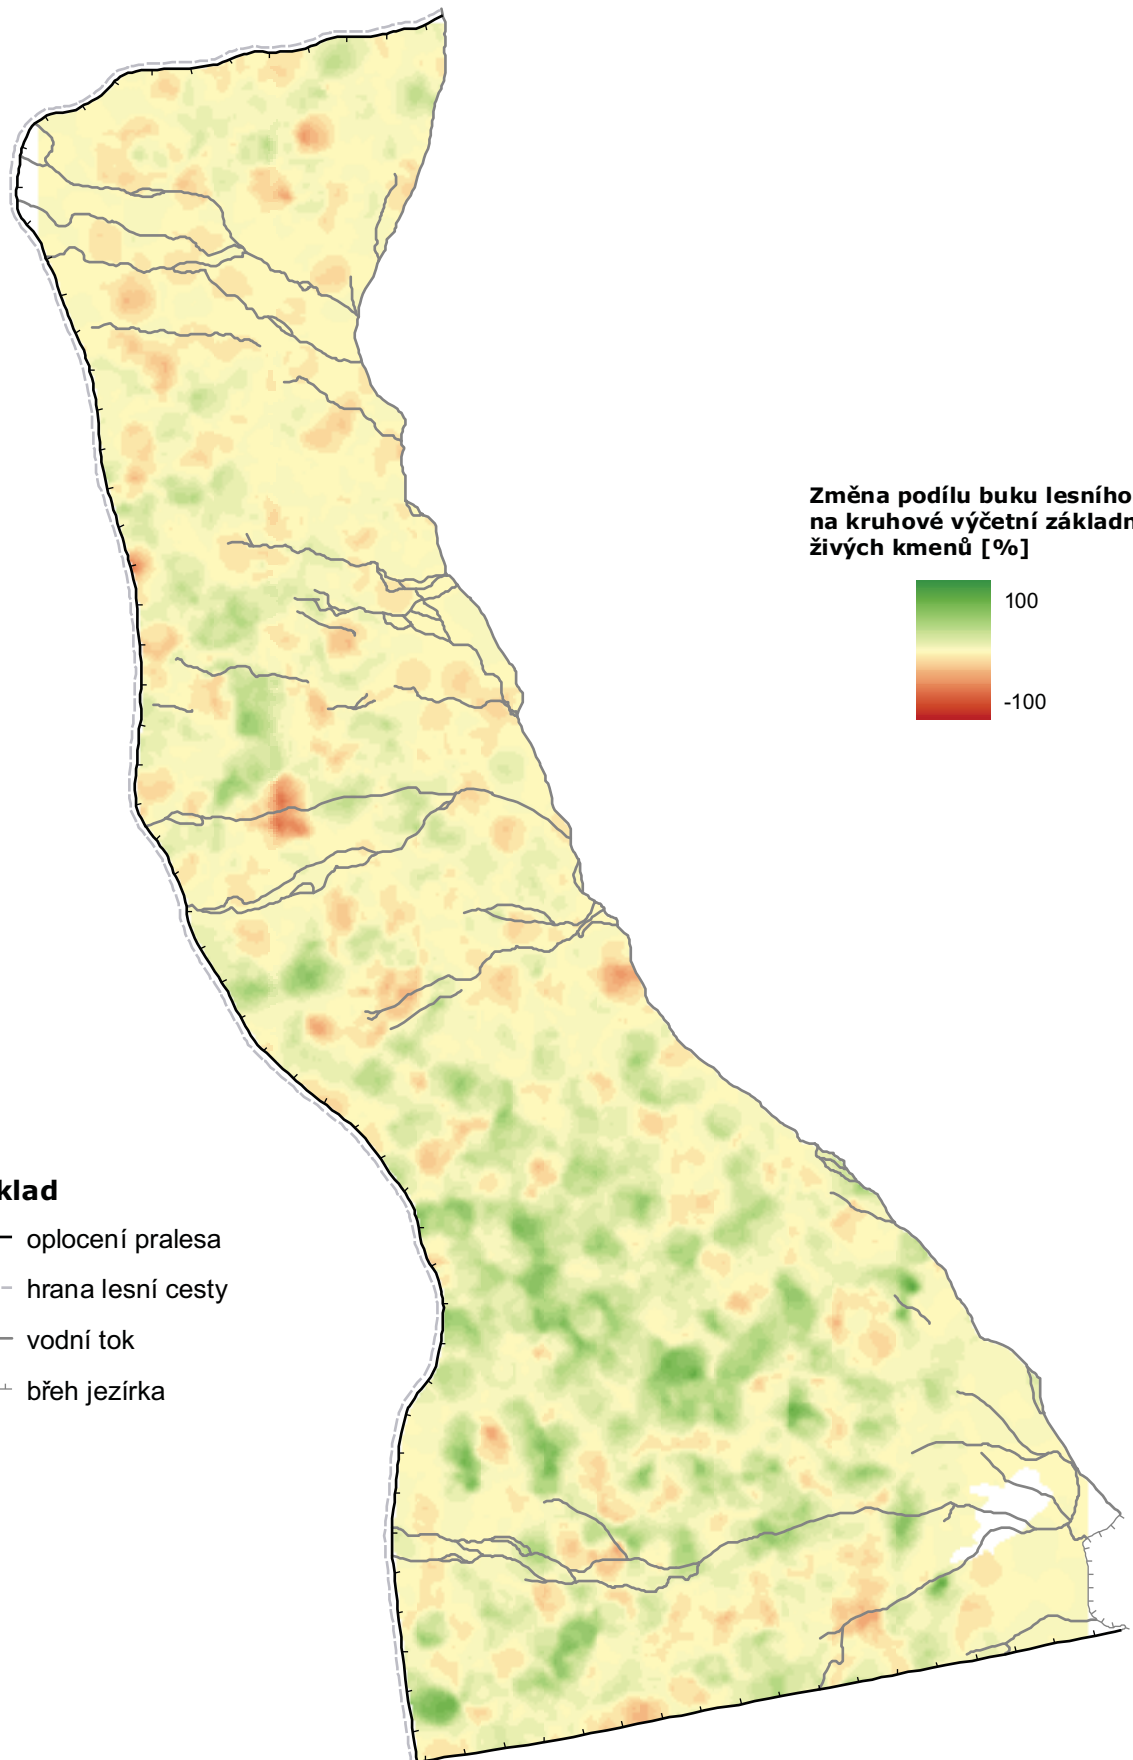 Změna podílu buku lesního
na kruhové výčetní základn
živých kmenů [%]
100
-100
klad
oplocení pralesa
hrana lesní cesty
vodní tok
břeh jezírka